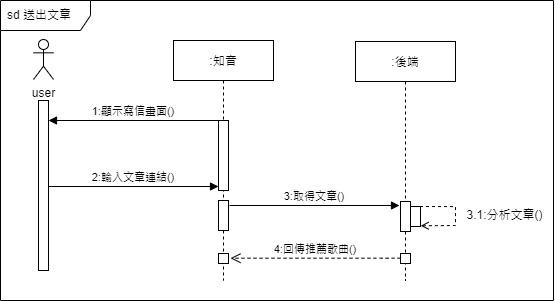 sd 送出文章
:知音
:後端
user
1:顯示寫信畫面()
2:輸入文章連結()
3:取得文章()
3.1:分析文章()
4:回傳推薦歌曲()